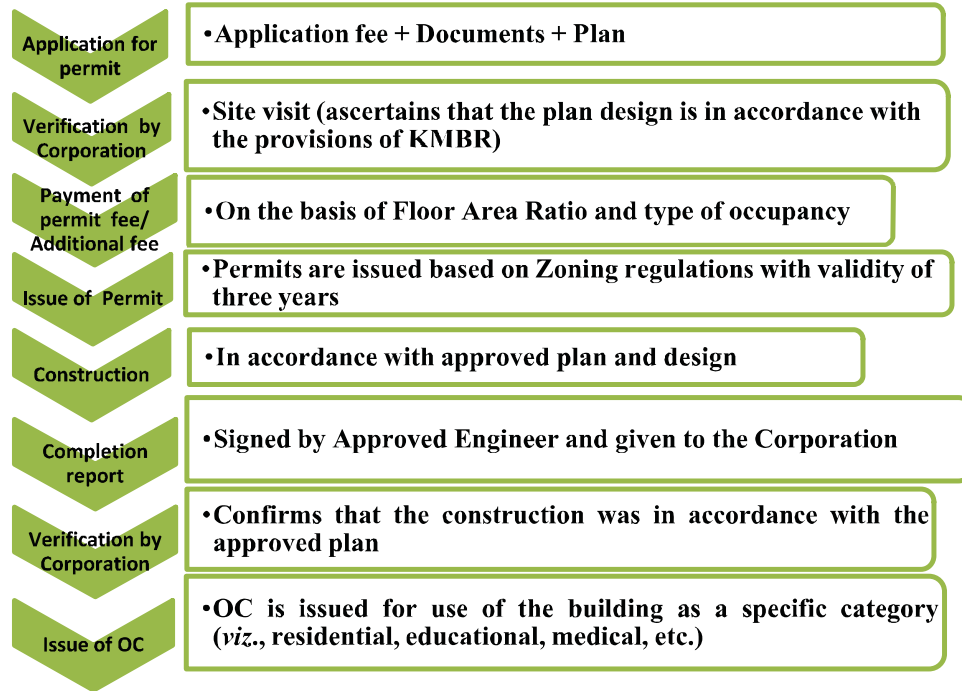 Application for
permit
•Application fee + Documents + Plan
Verification by
Corporation
•Site visit (ascertains that the plan design is in accordance with
the provisions of KMBR)
Payment of
permit fee/
Additional fee
•On the basis of Floor Area Ratio and type of occupancy
Issue of Permit
•Permits are issued based on Zoning regulations with validity of
three years
Construction
•In accordance with approved plan and design
Completion
report
•Signed by Approved Engineer and given to the Corporation
Verification by
Corporation
•Confirms that the construction was in accordance with the
approved plan
Issue of OC
•OC is issued for use of the building as a specific category
(viz., residential, educational, medical, etc.)